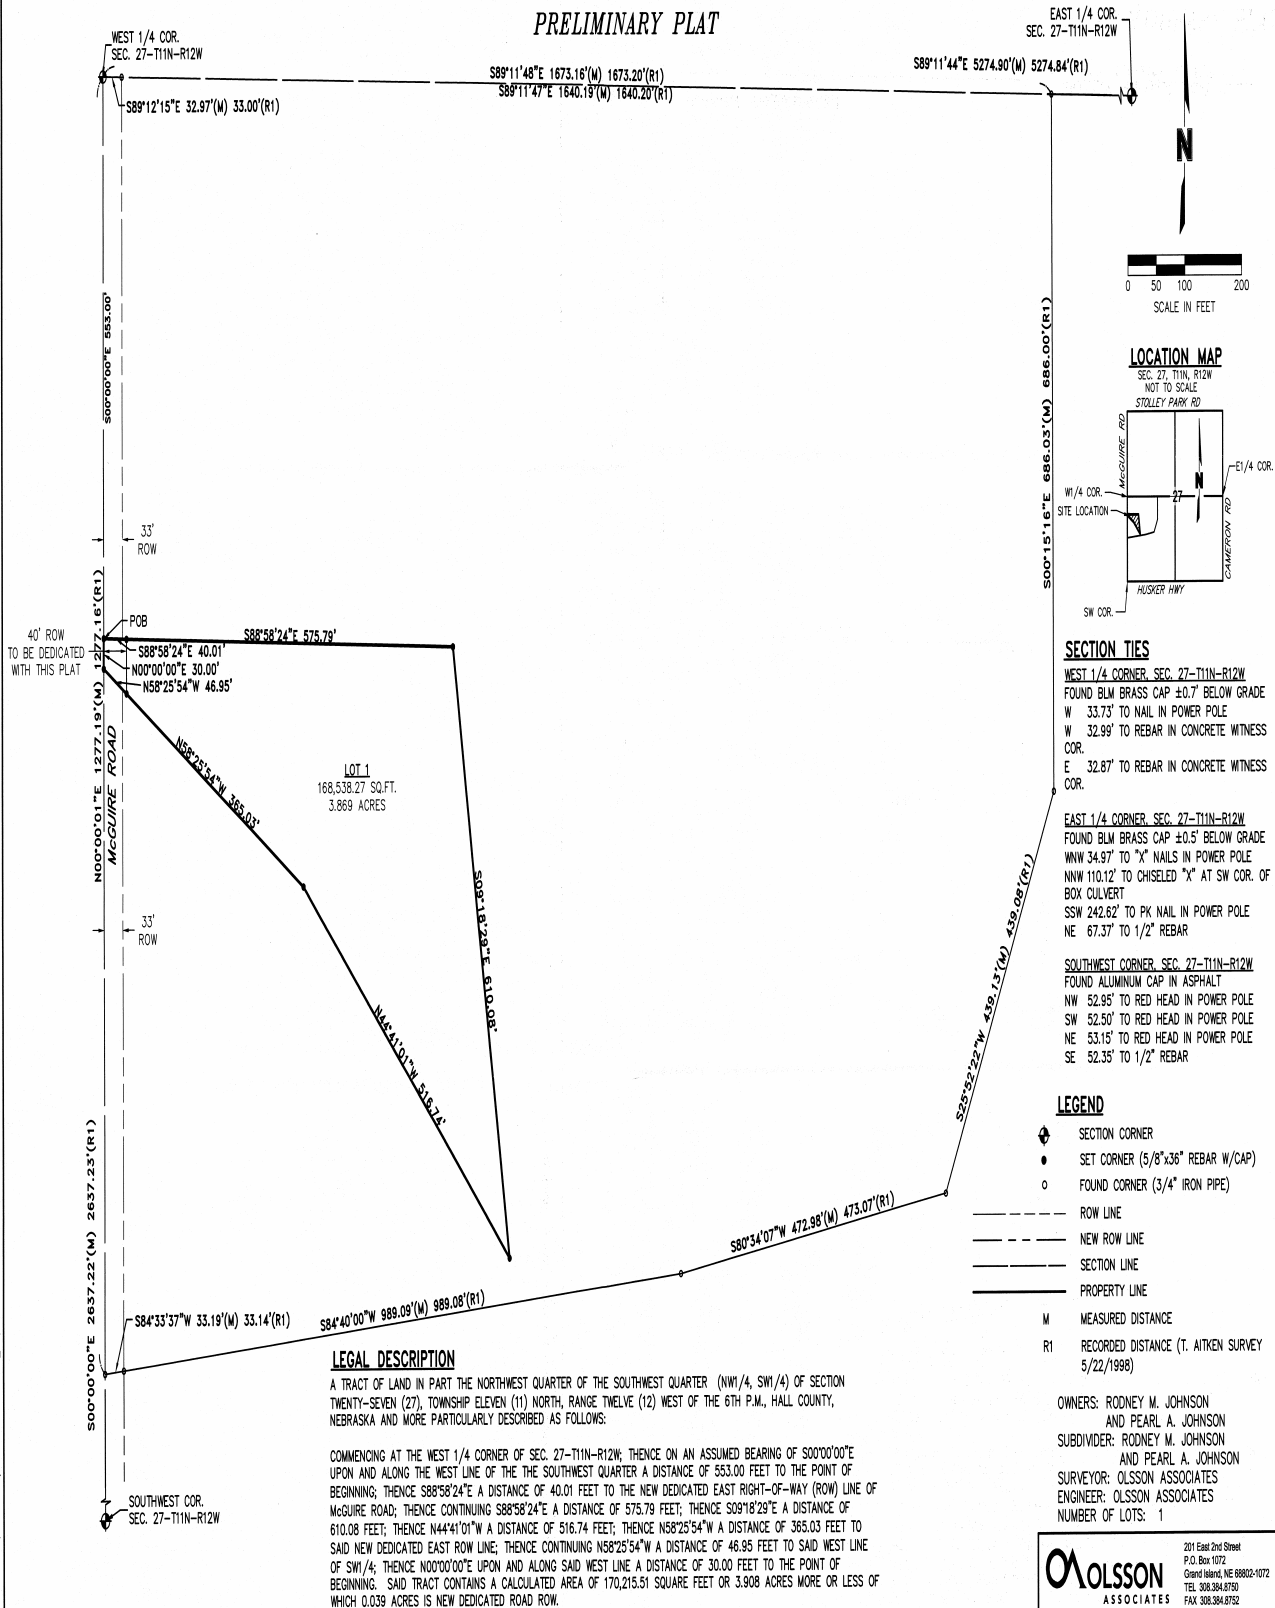 PRELIMINARY PLAT
WEST 1/4 COR.
SEC. 27-T11N-R12W
EAST 1/4 COR.
SEC. 27-T11N-R12W
S89°11'48"E 1673.16'(M) 1673.20'(R1)
S89°11'47"E 1640.19'(M) 1640.20'(R1)
S89°11'44"E 5274.90'(M) 5274.84'(R1)
S89°12'15"E 32.97'(M) 33.00'(R1)
N
0 50 100 200
SCALE IN FEET
S00°00'00"E 553.00'
S00°15'16"E 686.03'(M) 686.00'(R1)
LOCATION MAP
SEC. 27, T11N, R12W
NOT TO SCALE
STOLLEY PARK RD
McGUIRE RD
E1/4 COR.
N
W1/4 COR.
27
SITE LOCATION
CAMERON RD
HUSKER HWY
SW COR.
33'
ROW
N00°00'01"E 1277.19'(M) 1277.16'(R1)
McGUIRE ROAD
40' ROW
TO BE DEDICATED
WITH THIS PLAT
POB
S88°58'24"E 575.79'
S88°58'24"E 40.01'
N00°00'00"E 30.00'
N58°25'54"W 46.95'
N58°25'54"W 365.03'
LOT 1
168,538.27 SQ.FT.
3.869 ACRES
S09°18'29"E 610.08'
N44°41'01"W 516.74'
33'
ROW
S25°52'22"W 439.13'(M) 439.08'(R1)
S80°34'07"W 472.98'(M) 473.07'(R1)
S84°40'00"W 989.09'(M) 989.08'(R1)
S84°33'37"W 33.19'(M) 33.14'(R1)
S00°00'00"E 2637.22'(M) 2637.23'(R1)
SOUTHWEST COR.
SEC. 27-T11N-R12W
SECTION TIES
WEST 1/4 CORNER, SEC. 27-T11N-R12W
FOUND BLM BRASS CAP ±0.7' BELOW GRADE
W 33.73' TO NAIL IN POWER POLE
W 32.99' TO REBAR IN CONCRETE WITNESS
COR.
E 32.87' TO REBAR IN CONCRETE WITNESS
COR.
EAST 1/4 CORNER, SEC. 27-T11N-R12W
FOUND BLM BRASS CAP ±0.5' BELOW GRADE
WNW 34.97' TO "X" NAILS IN POWER POLE
NNW 110.12' TO CHISELED "X" AT SW COR. OF
BOX CULVERT
SSW 242.62' TO PK NAIL IN POWER POLE
NE 67.37' TO 1/2" REBAR
SOUTHWEST CORNER, SEC. 27-T11N-R12W
FOUND ALUMINUM CAP IN ASPHALT
NW 52.95' TO RED HEAD IN POWER POLE
SW 52.50' TO RED HEAD IN POWER POLE
NE 53.15' TO RED HEAD IN POWER POLE
SE 52.35' TO 1/2" REBAR
LEGEND
SECTION CORNER
SET CORNER (5/8"x36" REBAR W/CAP)
FOUND CORNER (3/4" IRON PIPE)
ROW LINE
NEW ROW LINE
SECTION LINE
PROPERTY LINE
M MEASURED DISTANCE
R1 RECORDED DISTANCE (T. AITKEN SURVEY
5/22/1998)
LEGAL DESCRIPTION
A TRACT OF LAND IN PART THE NORTHWEST QUARTER OF THE SOUTHWEST QUARTER (NW1/4, SW1/4) OF SECTION
TWENTY-SEVEN (27), TOWNSHIP ELEVEN (11) NORTH, RANGE TWELVE (12) WEST OF THE 6TH P.M., HALL COUNTY,
NEBRASKA AND MORE PARTICULARLY DESCRIBED AS FOLLOWS:
COMMENCING AT THE WEST 1/4 CORNER OF SEC. 27-T11N-R12W; THENCE ON AN ASSUMED BEARING OF S00°00'00"E
UPON AND ALONG THE WEST LINE OF THE THE SOUTHWEST QUARTER A DISTANCE OF 553.00 FEET TO THE POINT OF
BEGINNING; THENCE S88°58'24"E A DISTANCE OF 40.01 FEET TO THE NEW DEDICATED EAST RIGHT-OF-WAY (ROW) LINE OF
McGUIRE ROAD; THENCE CONTINUING S88°58'24"E A DISTANCE OF 575.79 FEET; THENCE S09°18'29"E A DISTANCE OF
610.08 FEET; THENCE N44°41'01"W A DISTANCE OF 516.74 FEET; THENCE N58°25'54"W A DISTANCE OF 365.03 FEET TO
SAID NEW DEDICATED EAST ROW LINE; THENCE CONTINUING N58°25'54"W A DISTANCE OF 46.95 FEET TO SAID WEST LINE
OF SW1/4; THENCE N00°00'00"E UPON AND ALONG SAID WEST LINE A DISTANCE OF 30.00 FEET TO THE POINT OF
BEGINNING. SAID TRACT CONTAINS A CALCULATED AREA OF 170,215.51 SQUARE FEET OR 3.908 ACRES MORE OR LESS OF
WHICH 0.039 ACRES IS NEW DEDICATED ROAD ROW.
OWNERS: RODNEY M. JOHNSON
AND PEARL A. JOHNSON
SUBDIVIDER: RODNEY M. JOHNSON
AND PEARL A. JOHNSON
SURVEYOR: OLSSON ASSOCIATES
ENGINEER: OLSSON ASSOCIATES
NUMBER OF LOTS: 1
OLSSON
ASSOCIATES
201 East 2nd Street
P.O. Box 1072
Grand Island, NE 68802-1072
TEL 308.384.8750
FAX 308.384.8752